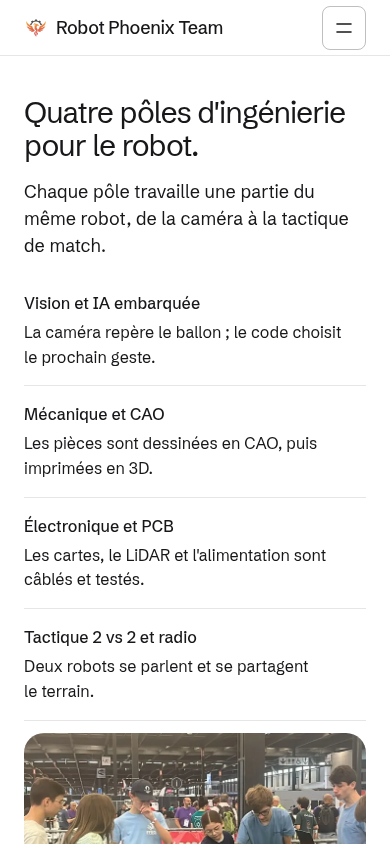 Robot Phoenix Team
Quatre pôles d'ingénierie
pour le robot.
Chaque pôle travaille une partie du
même robot, de la caméra à la tactique
de match.
Vision et IA embarquée
La caméra repère le ballon ; le code choisit
le prochain geste.
Mécanique et CAO
Les pièces sont dessinées en CAO, puis
imprimées en 3D.
Électronique et PCB
Les cartes, le LiDAR et l'alimentation sont
câblés et testés.
Tactique 2 vs 2 et radio
Deux robots se parlent et se partagent
le terrain.